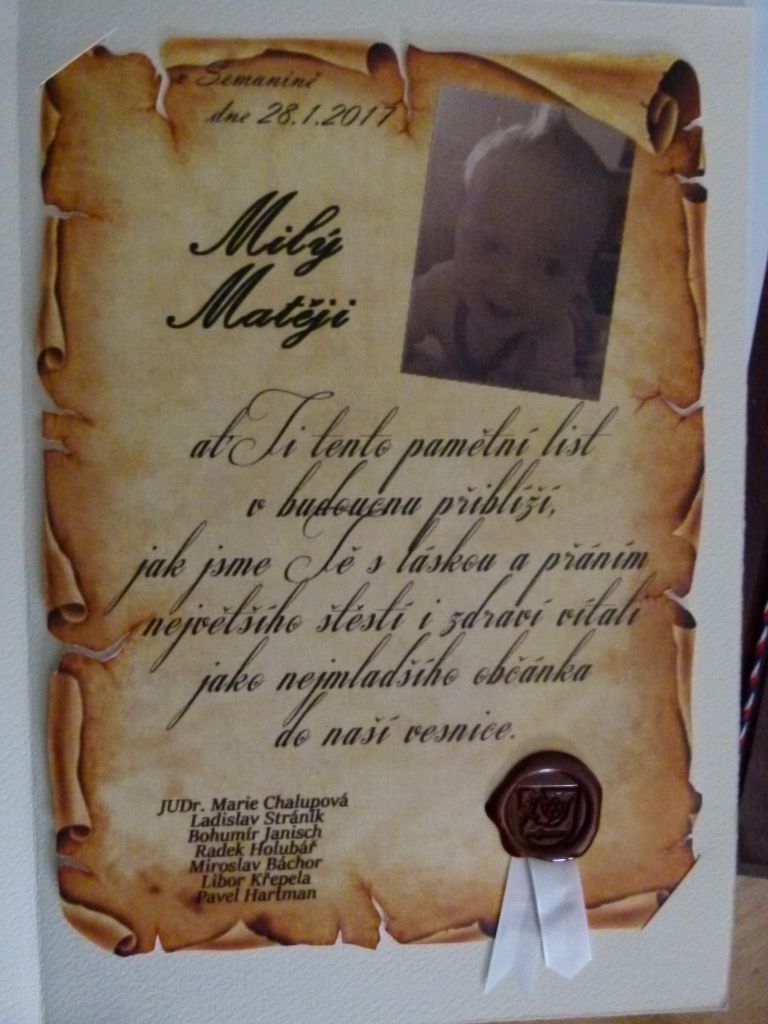 v Semaníně
dne 28.1.2017
Milý
Matěji
ať Ti tento pamětní list
v budoucnu přiblíží,
jak jsme Tě s láskou a přáním
největšího štěstí i zdraví vítali
jako nejmladšího občánka
do naší vesnice.
JUDr. Marie Chalupová
Ladislav Stráník
Bohumír Janisch
Radek Holubář
Miroslav Báchor
Libor Křepela
Pavel Hartman